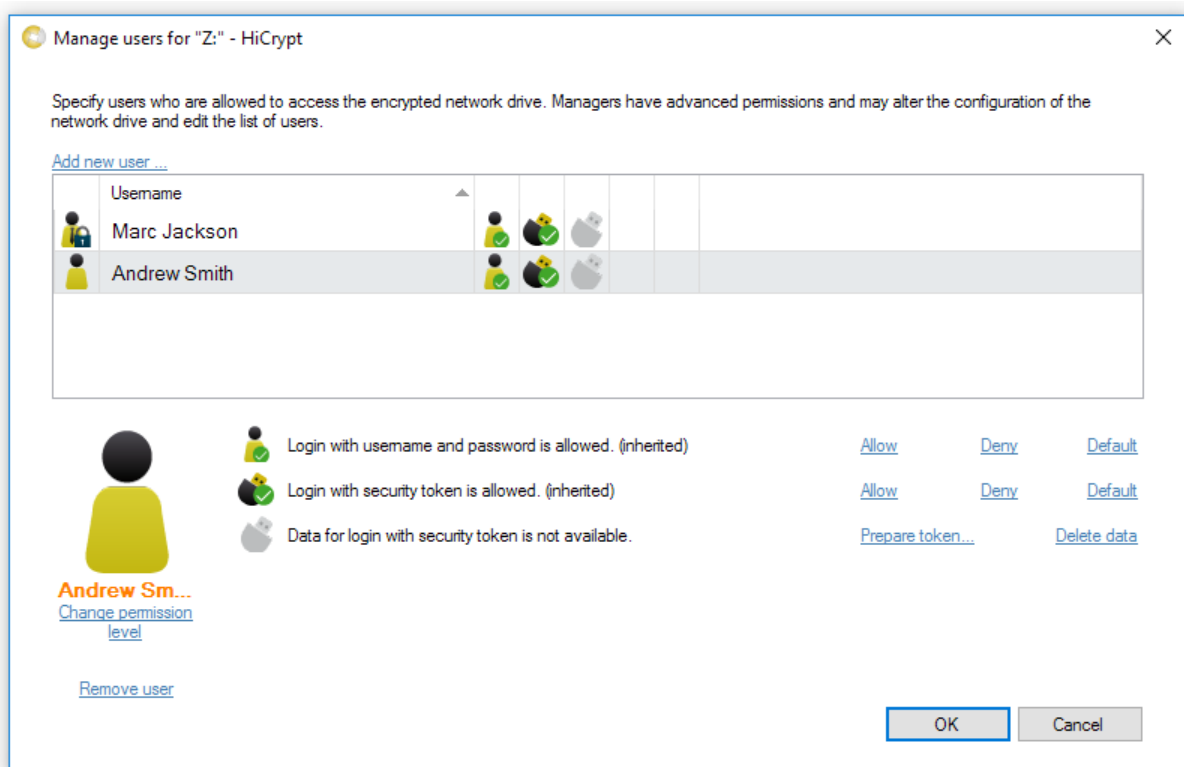 Manage users for "Z:" - HiCrypt
Specify users who are allowed to access the encrypted network drive. Managers have advanced permissions and may alter the configuration of the
network drive and edit the list of users.
Add new user ...
Username
Marc Jackson
Andrew Smith
Login with username and password is allowed. (inherited) Allow Deny Default
Login with security token is allowed. (inherited) Allow Deny Default
Data for login with security token is not available. Prepare token... Delete data
Andrew Sm...
Change permission
level
Remove user
OK Cancel